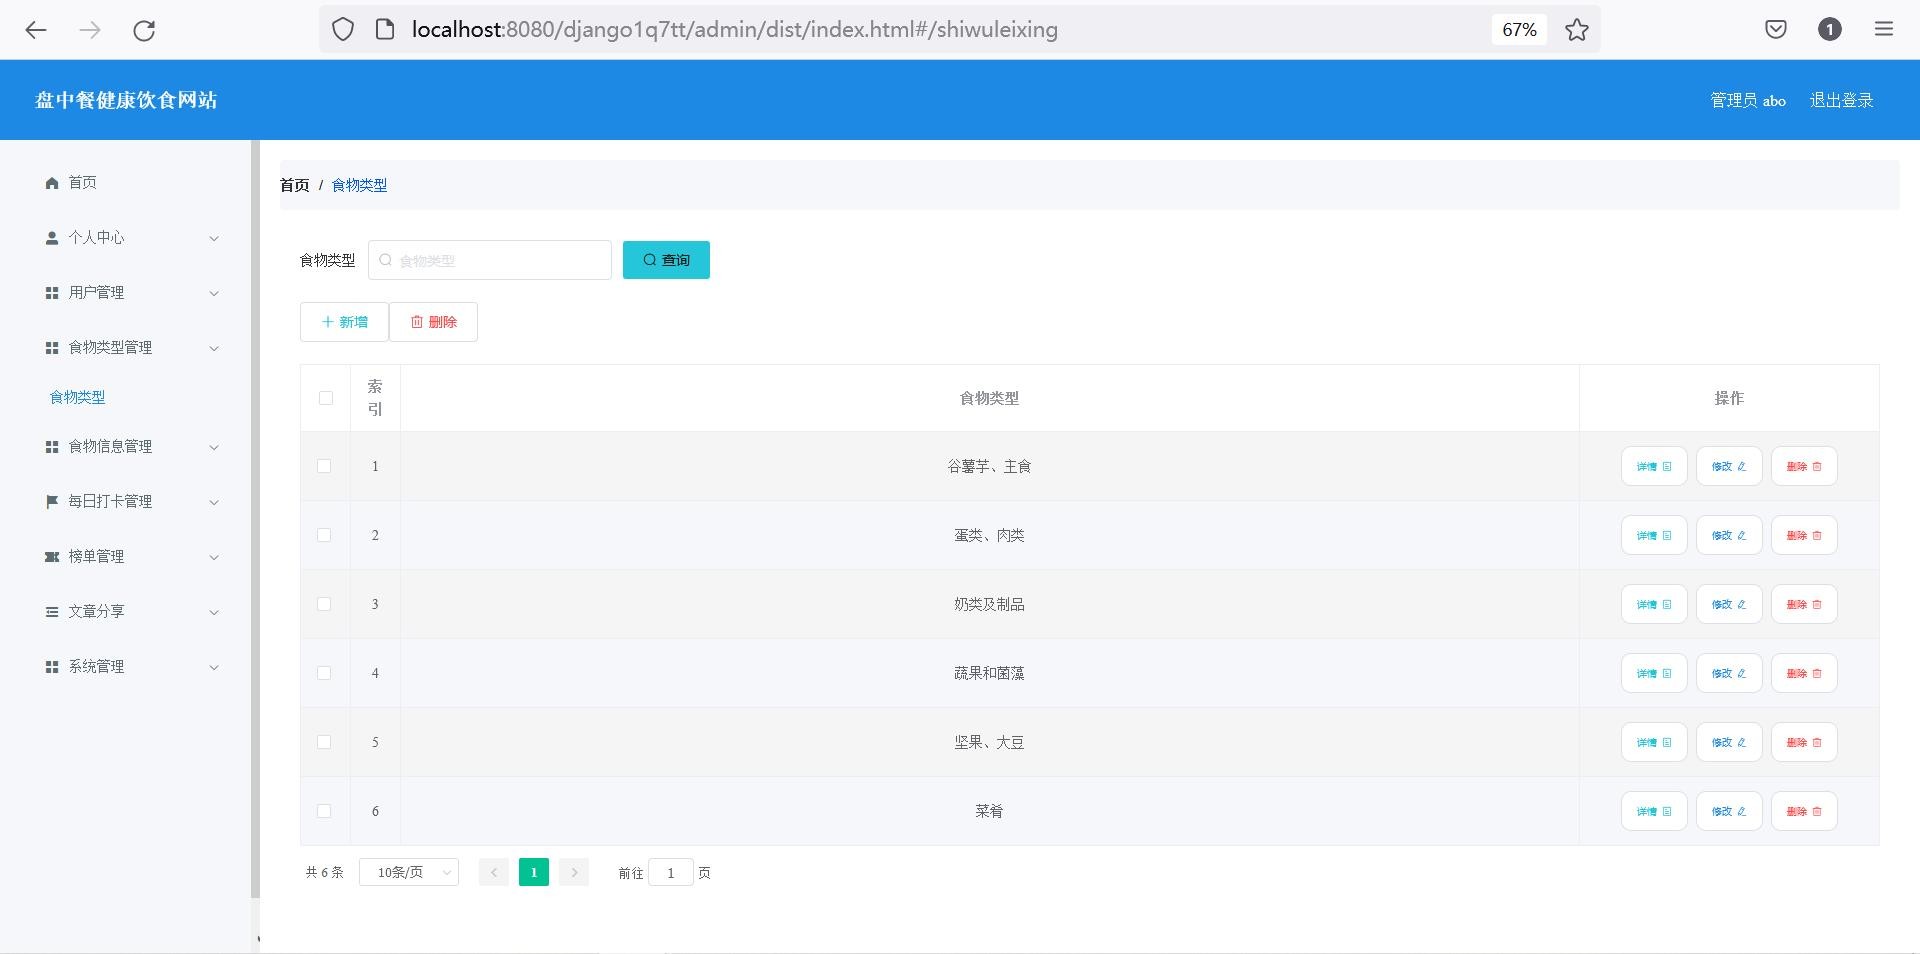 localhost:8080/django1q7tt/admin/dist/index.html#/shiwuleixing
67%
1
盘中餐健康饮食网站
管理员 abo
退出登录
首页
个人中心
用户管理
食物类型管理
食物类型
食物信息管理
每日打卡管理
榜单管理
文章分享
系统管理
首页 / 食物类型
食物类型 食物类型 查询
新增 删除
索引 食物类型 操作
1 谷薯芋、主食 详情 修改 删除
2 蛋类、肉类 详情 修改 删除
3 奶类及制品 详情 修改 删除
4 蔬果和菌藻 详情 修改 删除
5 坚果、大豆 详情 修改 删除
6 菜肴 详情 修改 删除
共 6 条 10条/页 1 前往 1 页